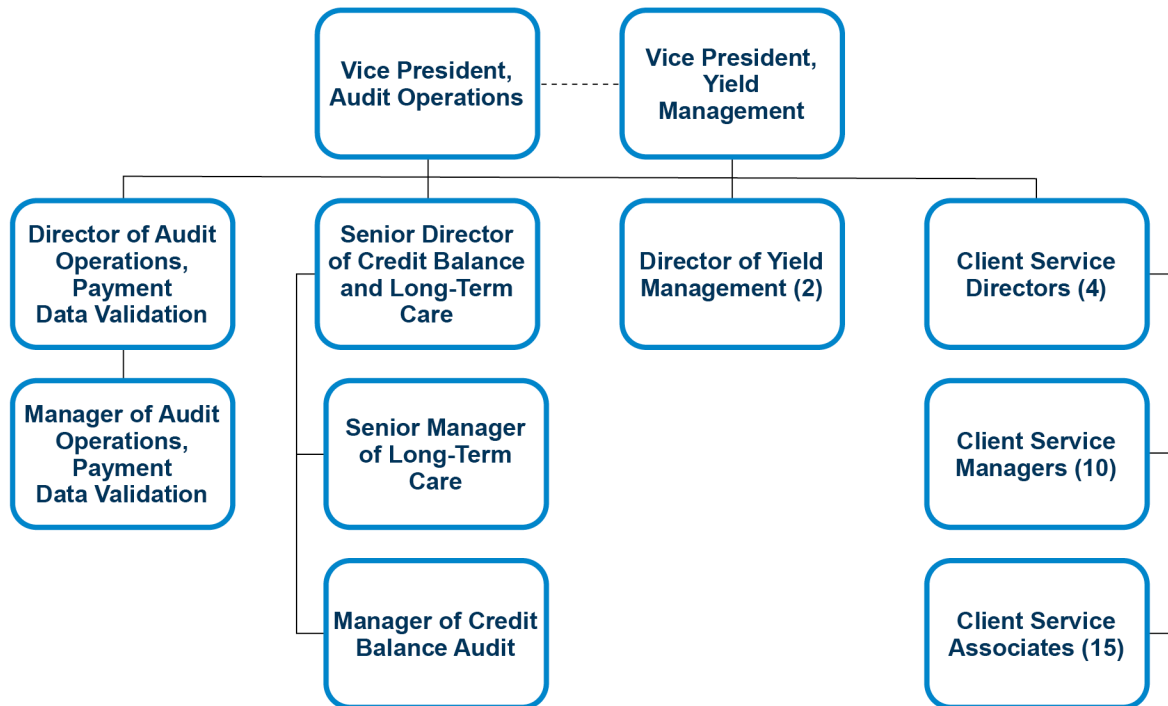 Vice President,
Audit Operations
Vice President,
Yield
Management
Director of Audit
Operations,
Payment
Data Validation
Senior Director
of Credit Balance
and Long-Term
Care
Director of Yield
Management (2)
Client Service
Directors (4)
Manager of Audit
Operations,
Payment
Data Validation
Senior Manager
of Long-Term
Care
Client Service
Managers (10)
Manager of Credit
Balance Audit
Client Service
Associates (15)